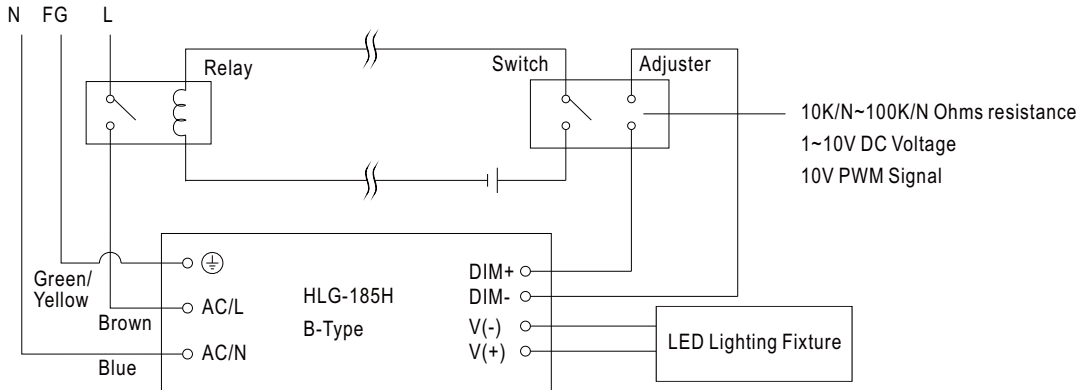 N FG L
Relay
Switch
Adjuster
10K/N~100K/N Ohms resistance
1~10V DC Voltage
10V PWM Signal
Green/
Yellow
Brown
Blue
AC/L
AC/N
HLG-185H
B-Type
DIM+
DIM-
V(-)
V(+)
LED Lighting Fixture